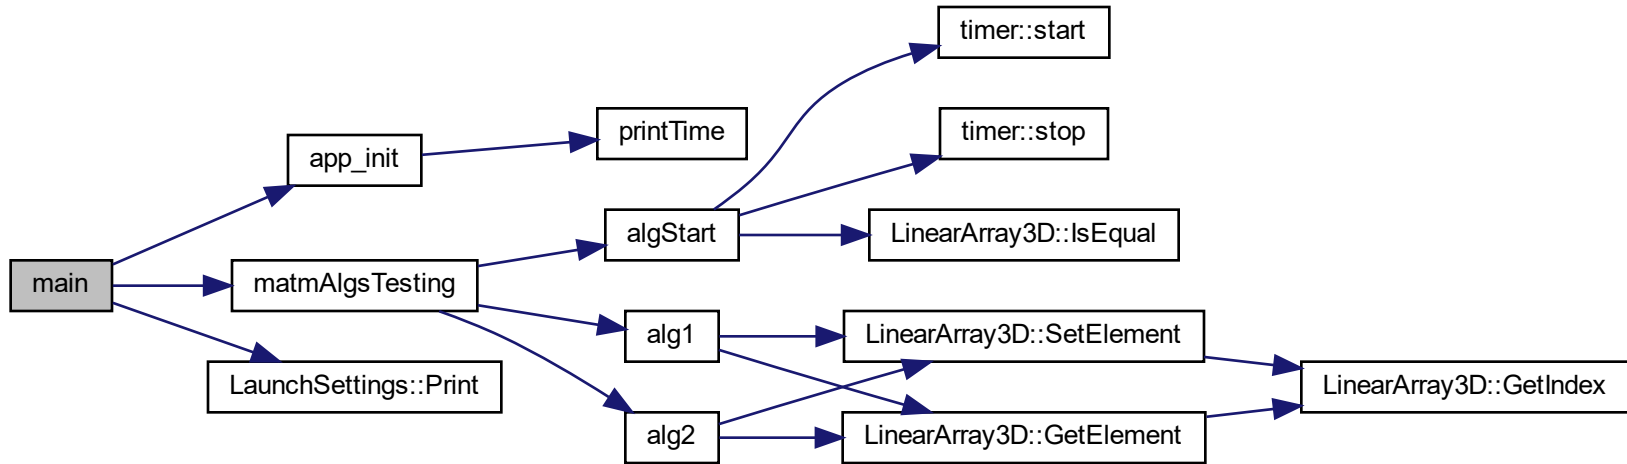 timer::start
printTime
timer::stop
app_init
algStart
LinearArray3D::IsEqual
main
matmAlgsTesting
alg1
LinearArray3D::SetElement
LaunchSettings::Print
LinearArray3D::GetIndex
alg2
LinearArray3D::GetElement